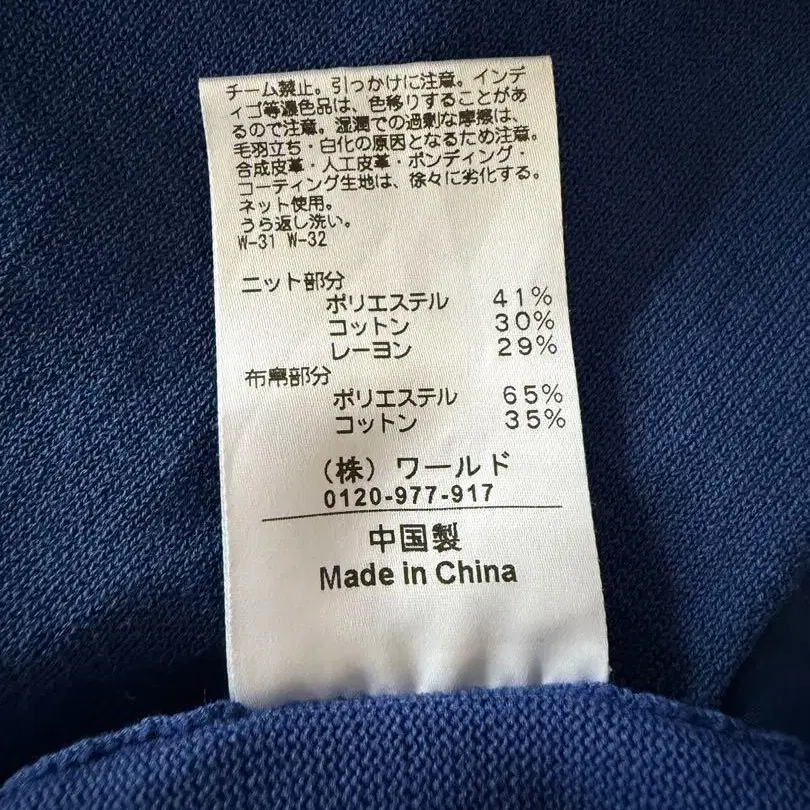 チーム禁止。引っかけに注意。インデ
ィゴ等濃色品は、色移りすることがあ
るので注意。湿潤での過剰な摩擦は、
毛羽立ち・白化の原因となるため注意。
合成皮革・人工皮革・ボンディング・
コーティング生地は、徐々に劣化する。
ネット使用。
うら返し洗い。
W-31 W-32
ニット部分
ポリエステル 41%
コットン 30%
レーヨン 29%
布帛部分
ポリエステル 65%
コットン 35%
(株) ワールド
0120-977-917
中国製
Made in China